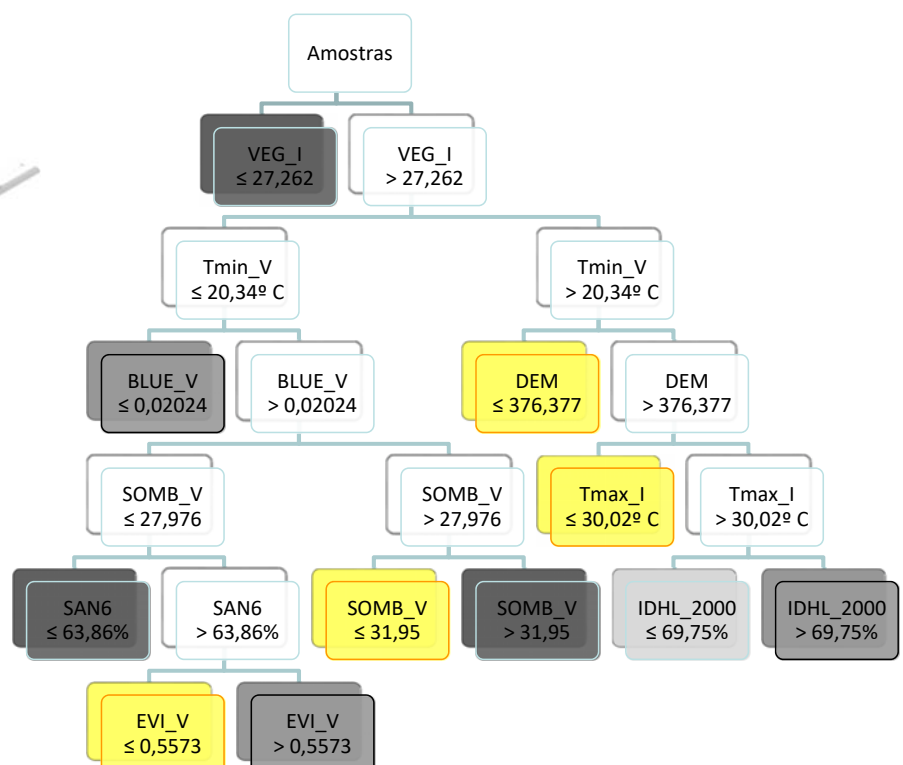 Amostras
VEG_I
≤ 27,262
VEG_I
> 27,262
Tmin_V
≤ 20,34º C
Tmin_V
> 20,34º C
BLUE_V
≤ 0,02024
BLUE_V
> 0,02024
DEM
≤ 376,377
DEM
> 376,377
SOMB_V
≤ 27,976
SOMB_V
> 27,976
Tmax_I
≤ 30,02º C
Tmax_I
> 30,02º C
SAN6
≤ 63,86%
SAN6
> 63,86%
SOMB_V
≤ 31,95
SOMB_V
> 31,95
IDHL_2000
≤ 69,75%
IDHL_2000
> 69,75%
EVI_V
≤ 0,5573
EVI_V
> 0,5573